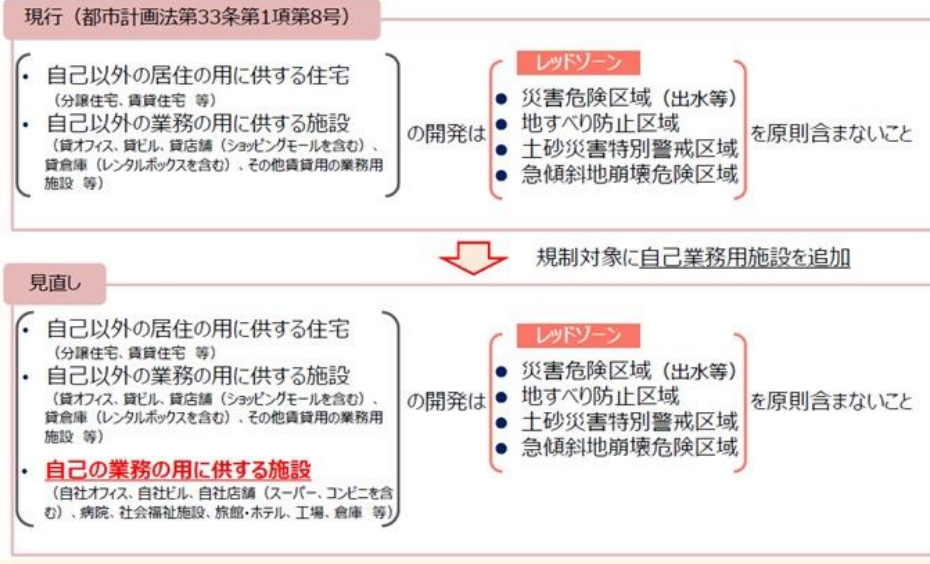 現行（都市計画法第33条第1項第8号）
・ 自己以外の居住の用に供する住宅
（分譲住宅、賃貸住宅 等）
・ 自己以外の業務の用に供する施設
（貸オフィス、貸ビル、貸店舗（ショッピングモールを含む）、
貸倉庫（レンタルボックスを含む）、その他賃貸用の業務用
施設 等）
の開発は
レッドゾーン
● 災害危険区域（出水等）
● 地すべり防止区域
● 土砂災害特別警戒区域
● 急傾斜地崩壊危険区域
を原則含まないこと
規制対象に自己業務用施設を追加
見直し
・ 自己以外の居住の用に供する住宅
（分譲住宅、賃貸住宅 等）
・ 自己以外の業務の用に供する施設
（貸オフィス、貸ビル、貸店舗（ショッピングモールを含む）、
貸倉庫（レンタルボックスを含む）、その他賃貸用の業務用
施設 等）
・ 自己の業務の用に供する施設
（自社オフィス、自社ビル、自社店舗（スーパー、コンビニを含
む）、病院、社会福祉施設、旅館・ホテル、工場、倉庫 等）
の開発は
レッドゾーン
● 災害危険区域（出水等）
● 地すべり防止区域
● 土砂災害特別警戒区域
● 急傾斜地崩壊危険区域
を原則含まないこと